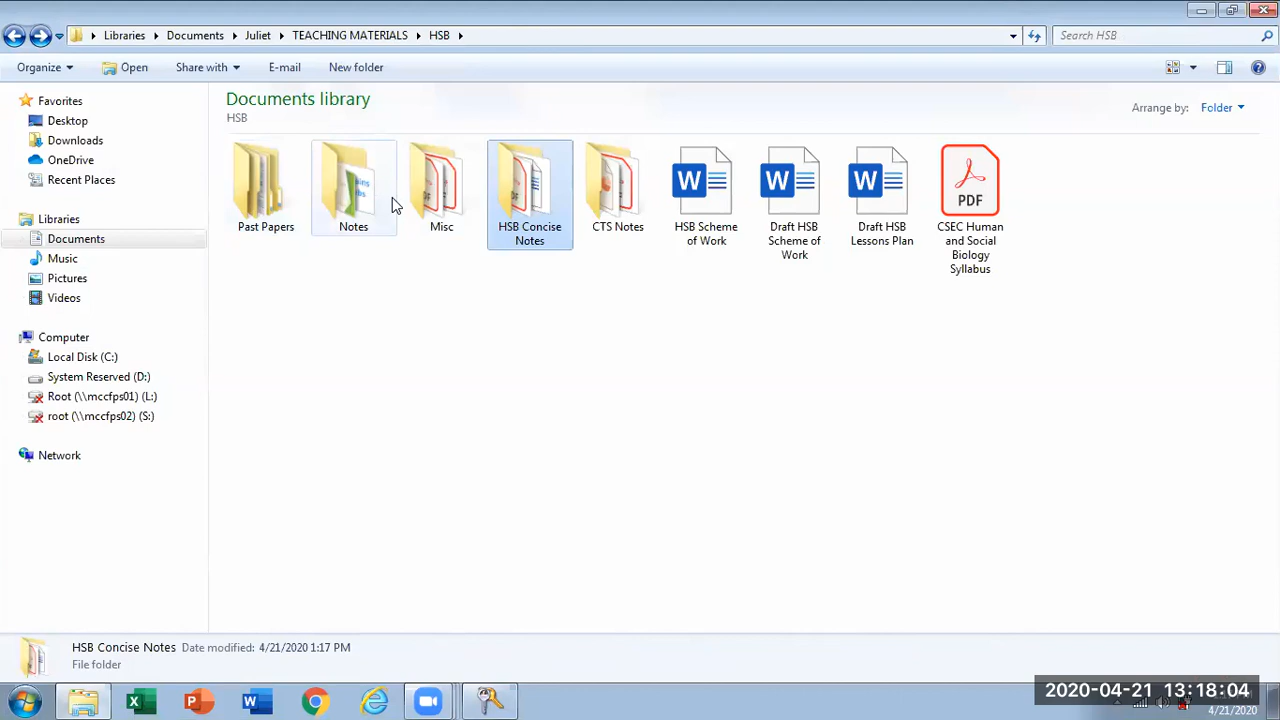 Libraries ▸ Documents ▸ Juliet ▸ TEACHING MATERIALS ▸ HSB ▸
Search HSB
Organize
Open
Share with
E-mail
New folder
Favorites
Desktop
Downloads
OneDrive
Recent Places
Libraries
Documents
Music
Pictures
Videos
Computer
Local Disk (C:)
System Reserved (D:)
Root (\\mccfps01) (L:)
root (\\mccfps02) (S:)
Network
Documents library
HSB
Arrange by: Folder
Past Papers
Notes
Misc
HSB Concise
Notes
CTS Notes
HSB Scheme
of Work
Draft HSB
Scheme of
Work
Draft HSB
Lessons Plan
PDF
CSEC Human
and Social
Biology
Syllabus
HSB Concise Notes Date modified: 4/21/2020 1:17 PM
File folder
2020-04-21 13:18:04
4/21/2020